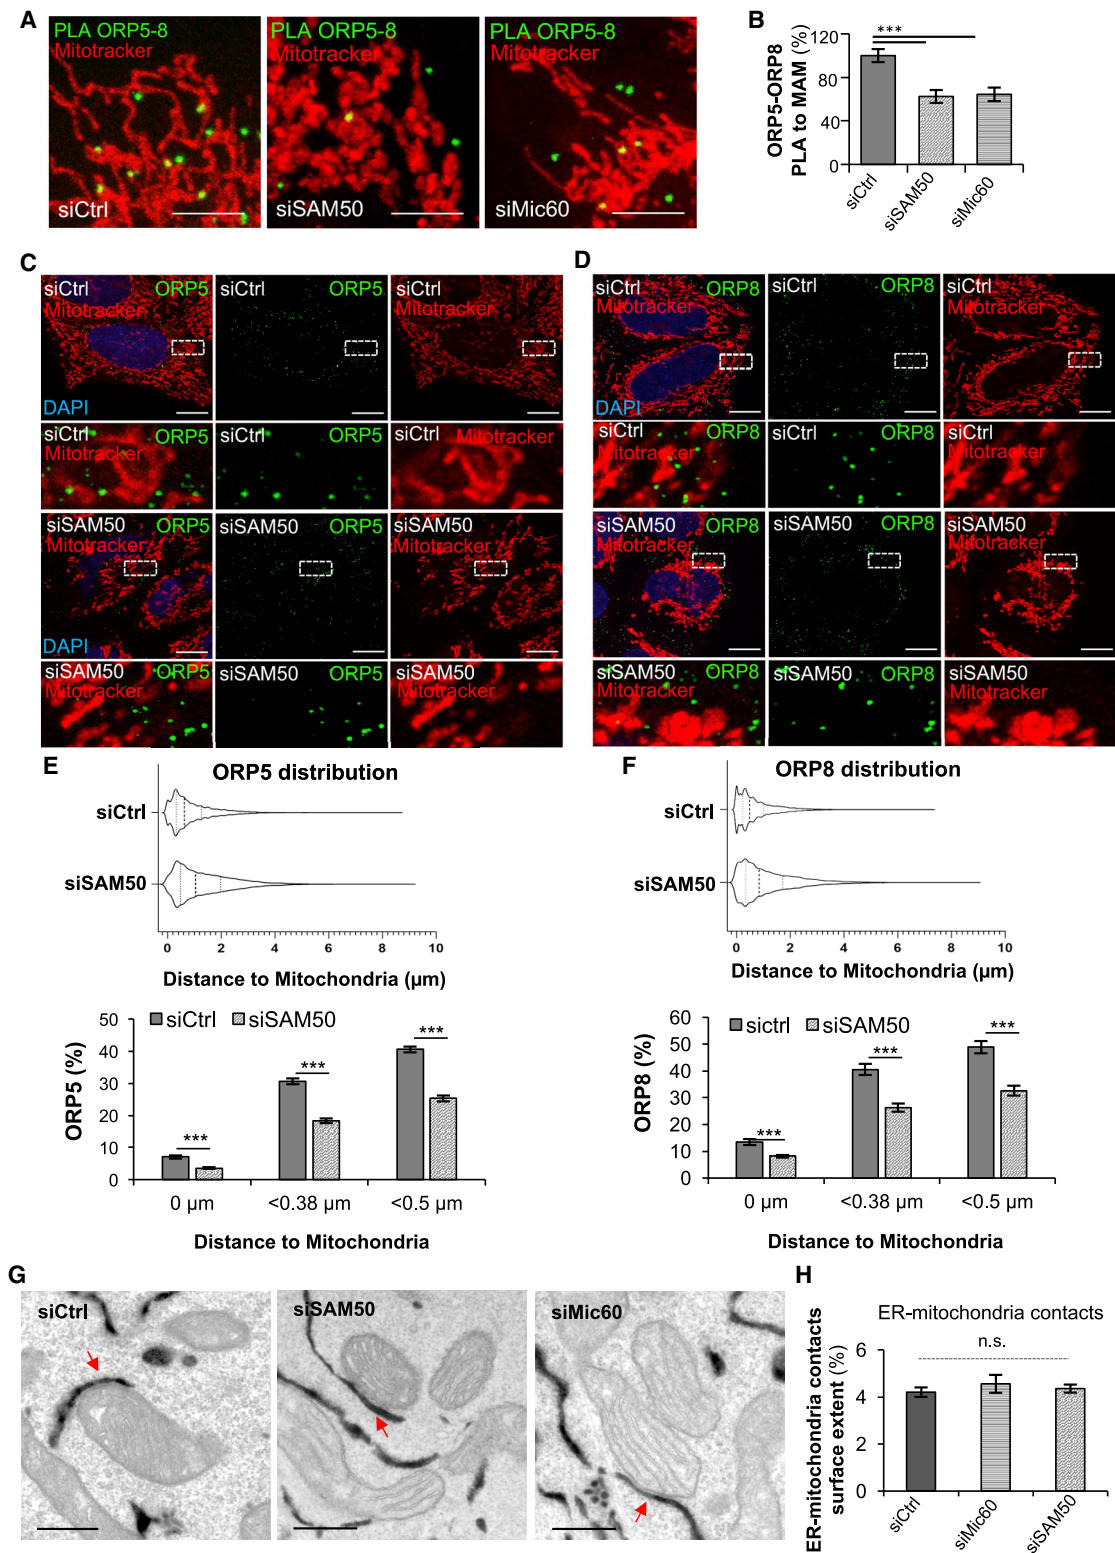 A
PLA ORP5-8
Mitotracker
siCtrl
PLA ORP5-8
Mitotracker
siSAM50
PLA ORP5-8
Mitotracker
siMic60
B
ORP5-ORP8
PLA to MAM (%)
120
80
40
0
***
siCtrl
siSAM50
siMic60
C
siCtrl ORP5
Mitotracker
DAPI
siCtrl ORP5
siCtrl
Mitotracker
siCtrl ORP5
Mitotracker
siCtrl ORP5
siCtrl Mitotracker
siSAM50 ORP5
Mitotracker
DAPI
siSAM50 ORP5
siSAM50
Mitotracker
siSAM50 ORP5
Mitotracker
siSAM50 ORP5
siSAM50
Mitotracker
D
siCtrl ORP8
Mitotracker
DAPI
siCtrl ORP8
siCtrl
Mitotracker
siCtrl ORP8
Mitotracker
siCtrl ORP8
siCtrl
Mitotracker
siSAM50 ORP8
Mitotracker
DAPI
siSAM50 ORP8
siSAM50
Mitotracker
siSAM50 ORP8
Mitotracker
siSAM50 ORP8
siSAM50
Mitotracker
E
ORP5 distribution
siCtrl
siSAM50
0 2 4 6 8 10
Distance to Mitochondria (µm)
siCtrl siSAM50
ORP5 (%)
50
40
30
20
10
0
***
***
***
0 µm <0.38 µm <0.5 µm
Distance to Mitochondria
F
ORP8 distribution
siCtrl
siSAM50
0 2 4 6 8 10
Distance to Mitochondria (µm)
sictrl siSAM50
ORP8 (%)
60
50
40
30
20
10
0
***
***
***
0 µm <0.38 µm <0.5 µm
Distance to Mitochondria
G
siCtrl
siSAM50
siMic60
H
ER-mitochondria contacts
n.s.
ER-mitochondria contacts
surface extent (%)
6
4
2
0
siCtrl
siMic60
siSAM50